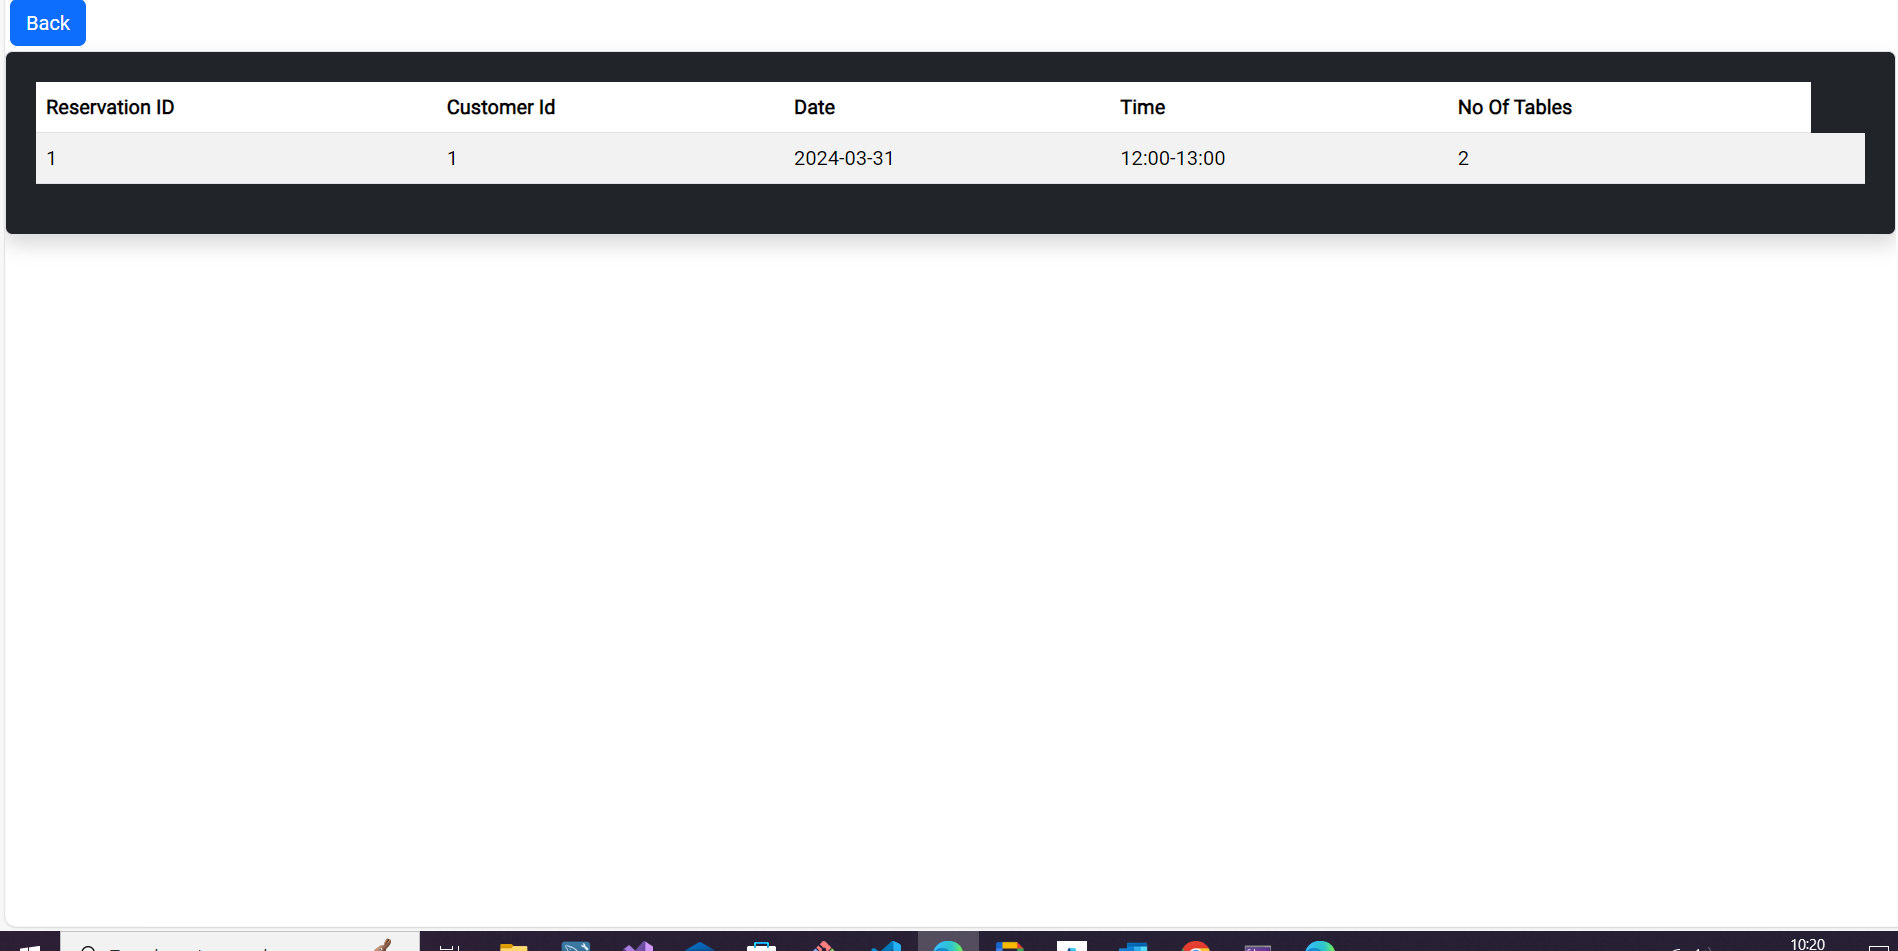 Back
Reservation ID Customer Id Date Time No Of Tables
1 1 2024-03-31 12:00-13:00 2
10:20